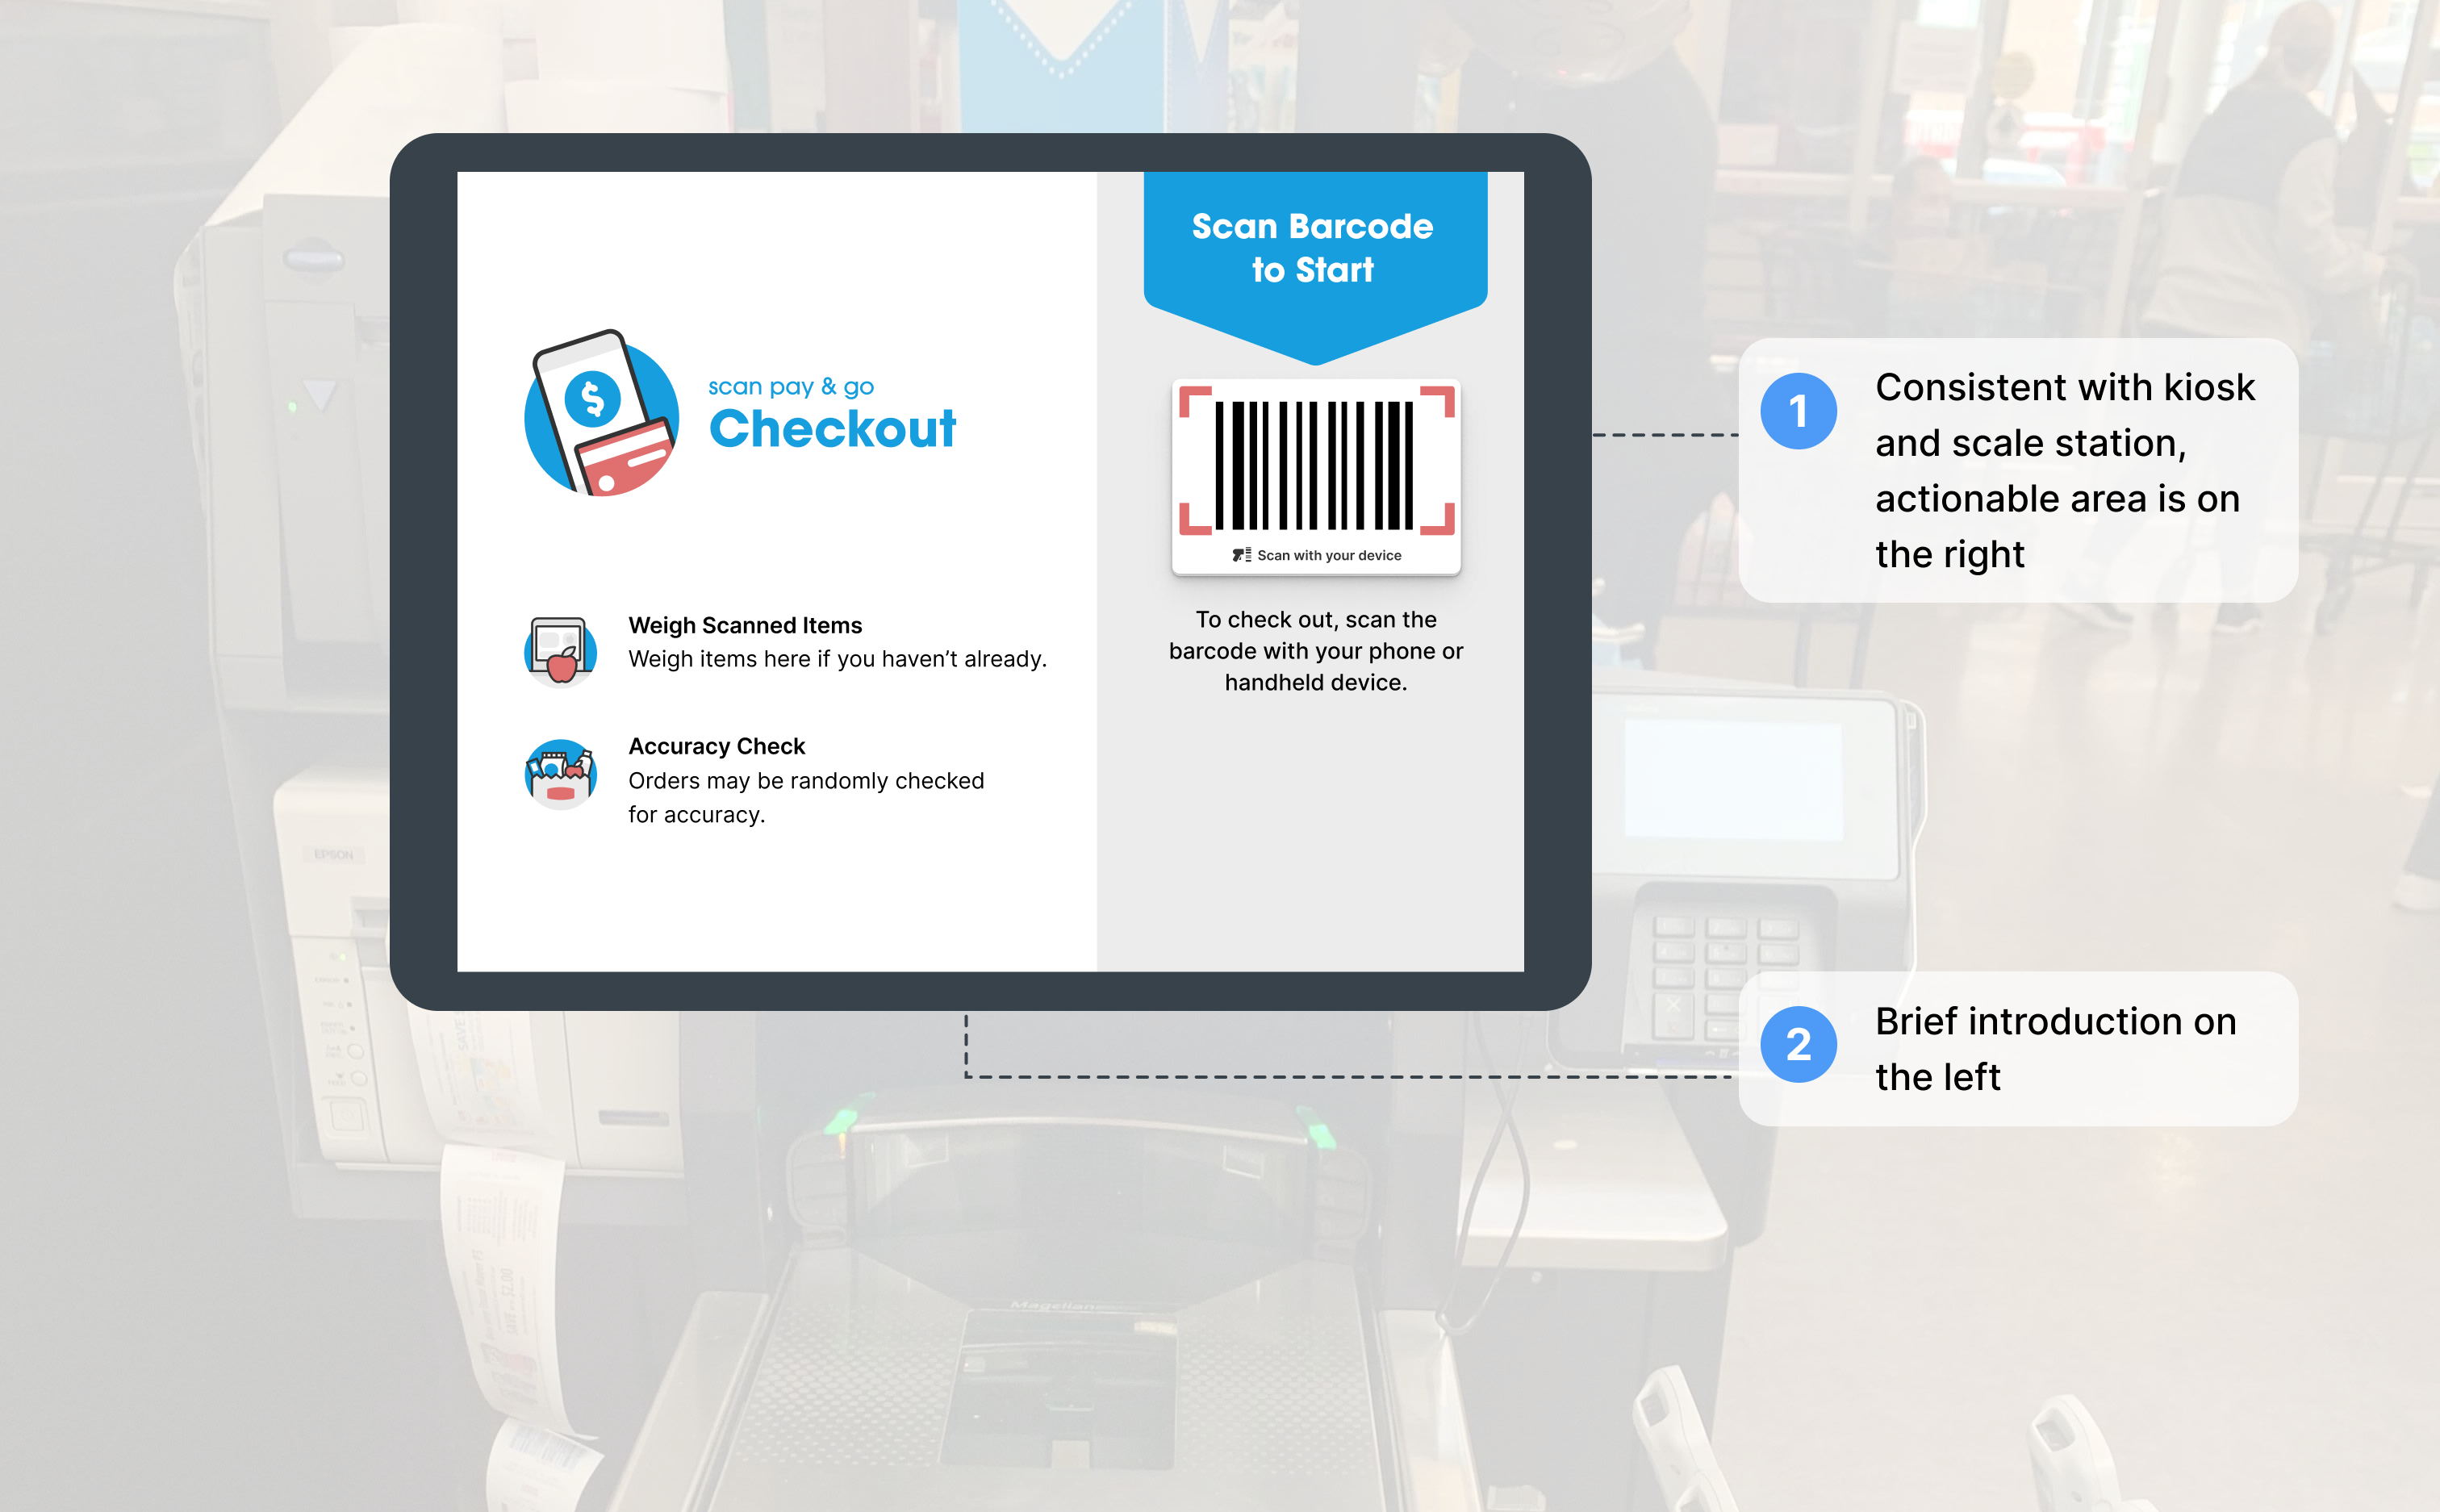 Scan Barcode
to Start
scan pay & go
Checkout
Scan with your device
To check out, scan the
barcode with your phone or
handheld device.
Weigh Scanned Items
Weigh items here if you haven’t already.
Accuracy Check
Orders may be randomly checked
for accuracy.
1
Consistent with kiosk
and scale station,
actionable area is on
the right
2
Brief introduction on
the left
EPSON
Magellan